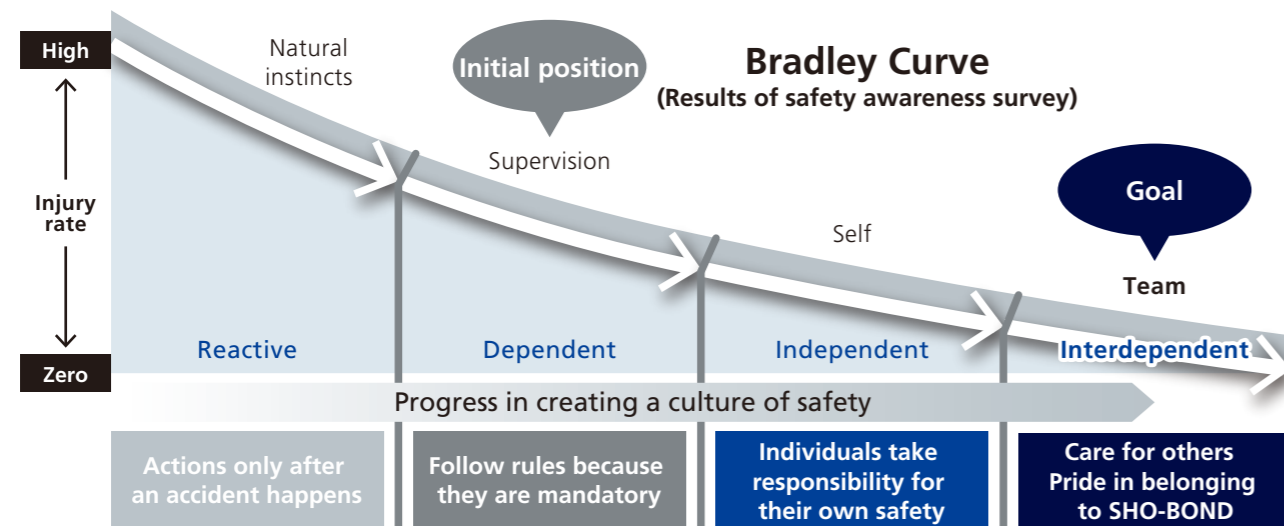 Bradley Curve
(Results of safety awareness survey)
High
Injury
rate
Zero
Natural
instincts
Initial position
Supervision
Self
Goal
Team
Reactive
Dependent
Independent
Interdependent
Progress in creating a culture of safety
Actions only after
an accident happens
Follow rules because
they are mandatory
Individuals take
responsibility for
their own safety
Care for others
Pride in belonging
to SHO-BOND